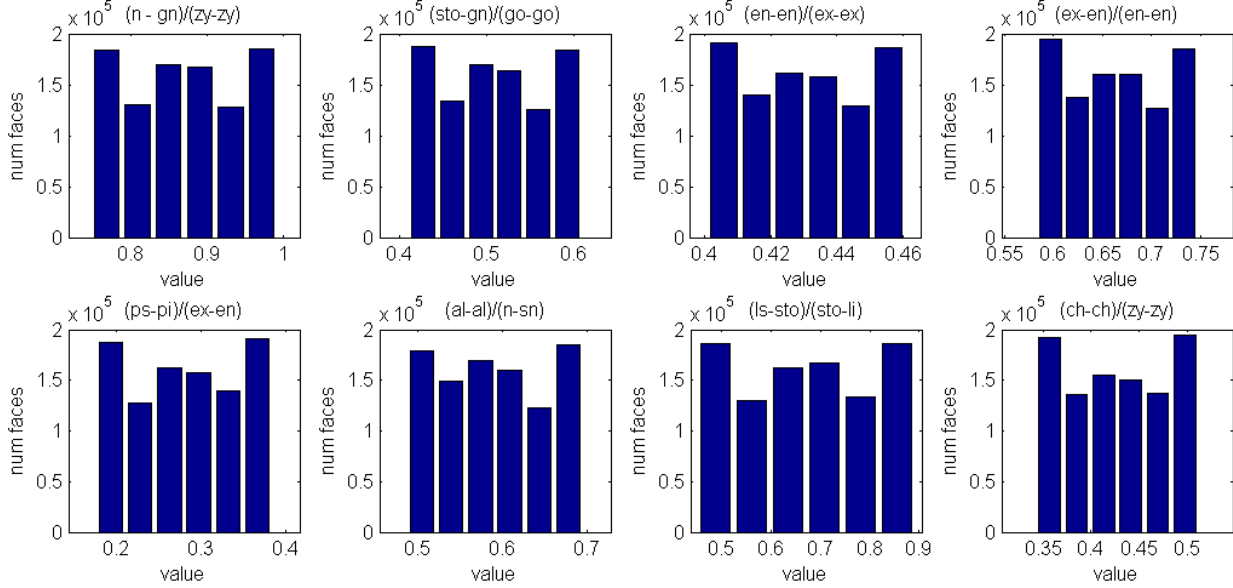 (n - gn)/(zy-zy)
x 10^5
2
1.5
1
0.5
0
num faces
0.8 0.9 1
value
(sto-gn)/(go-go)
x 10^5
2
1.5
1
0.5
0
num faces
0.4 0.5 0.6
value
(en-en)/(ex-ex)
x 10^5
2
1.5
1
0.5
0
num faces
0.4 0.42 0.44 0.46
value
(ex-en)/(en-en)
x 10^5
2
1.5
1
0.5
0
num faces
0.55 0.6 0.65 0.7 0.75
value
(ps-pi)/(ex-en)
x 10^5
2
1.5
1
0.5
0
num faces
0.2 0.3 0.4
value
(al-al)/(n-sn)
x 10^5
2
1.5
1
0.5
0
num faces
0.5 0.6 0.7
value
(ls-sto)/(sto-li)
x 10^5
2
1.5
1
0.5
0
num faces
0.5 0.6 0.7 0.8 0.9
value
(ch-ch)/(zy-zy)
x 10^5
2
1.5
1
0.5
0
num faces
0.35 0.4 0.45 0.5
value